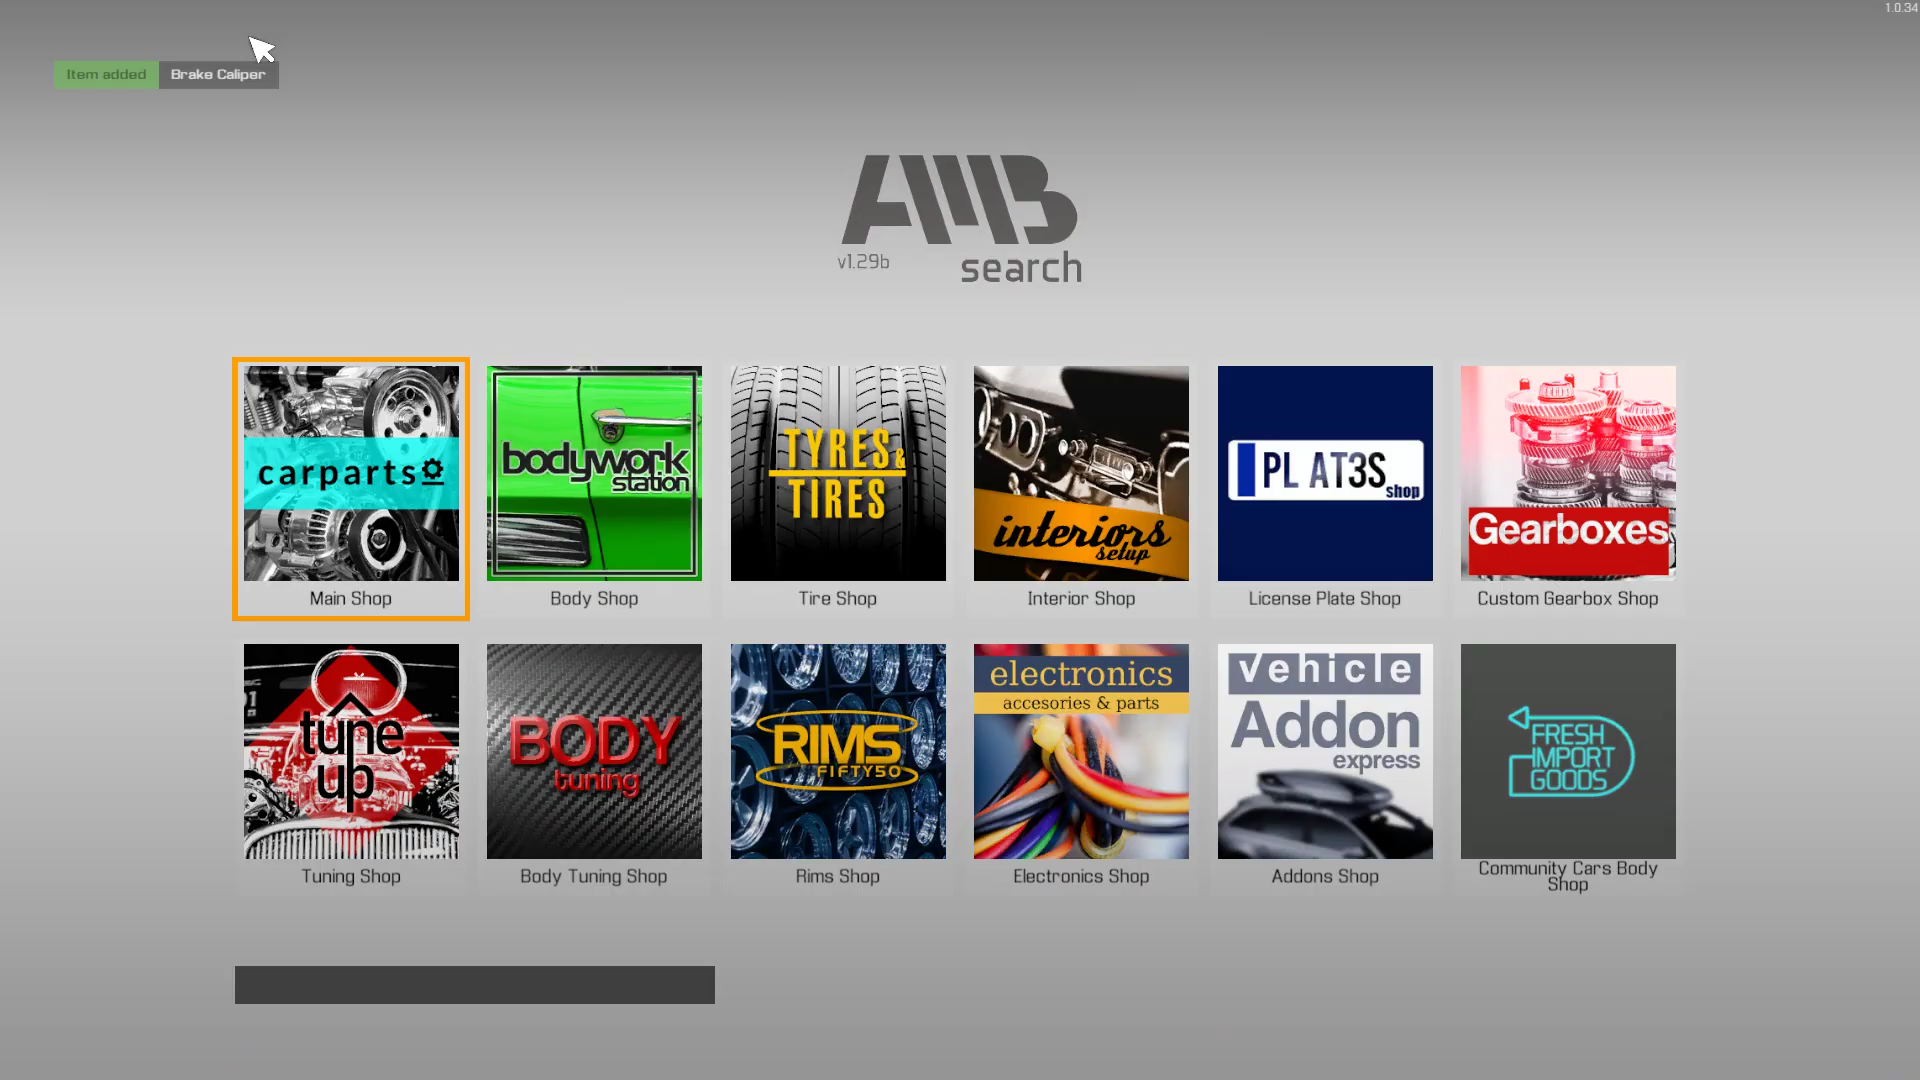 1.0.34
Item added Brake Caliper
AMB
v1.29b search
carparts
Main Shop
bodywork
station
Body Shop
TYRES &
TIRES
Tire Shop
interiors
setup
Interior Shop
PL AT3S
shop
License Plate Shop
Gearboxes
Custom Gearbox Shop
tune
up
Tuning Shop
BODY
tuning
Body Tuning Shop
RIMS
FIFTY50
Rims Shop
electronics
accesories & parts
Electronics Shop
vehicle
Addon
express
Addons Shop
FRESH
IMPORT
GOODS
Community Cars Body
Shop